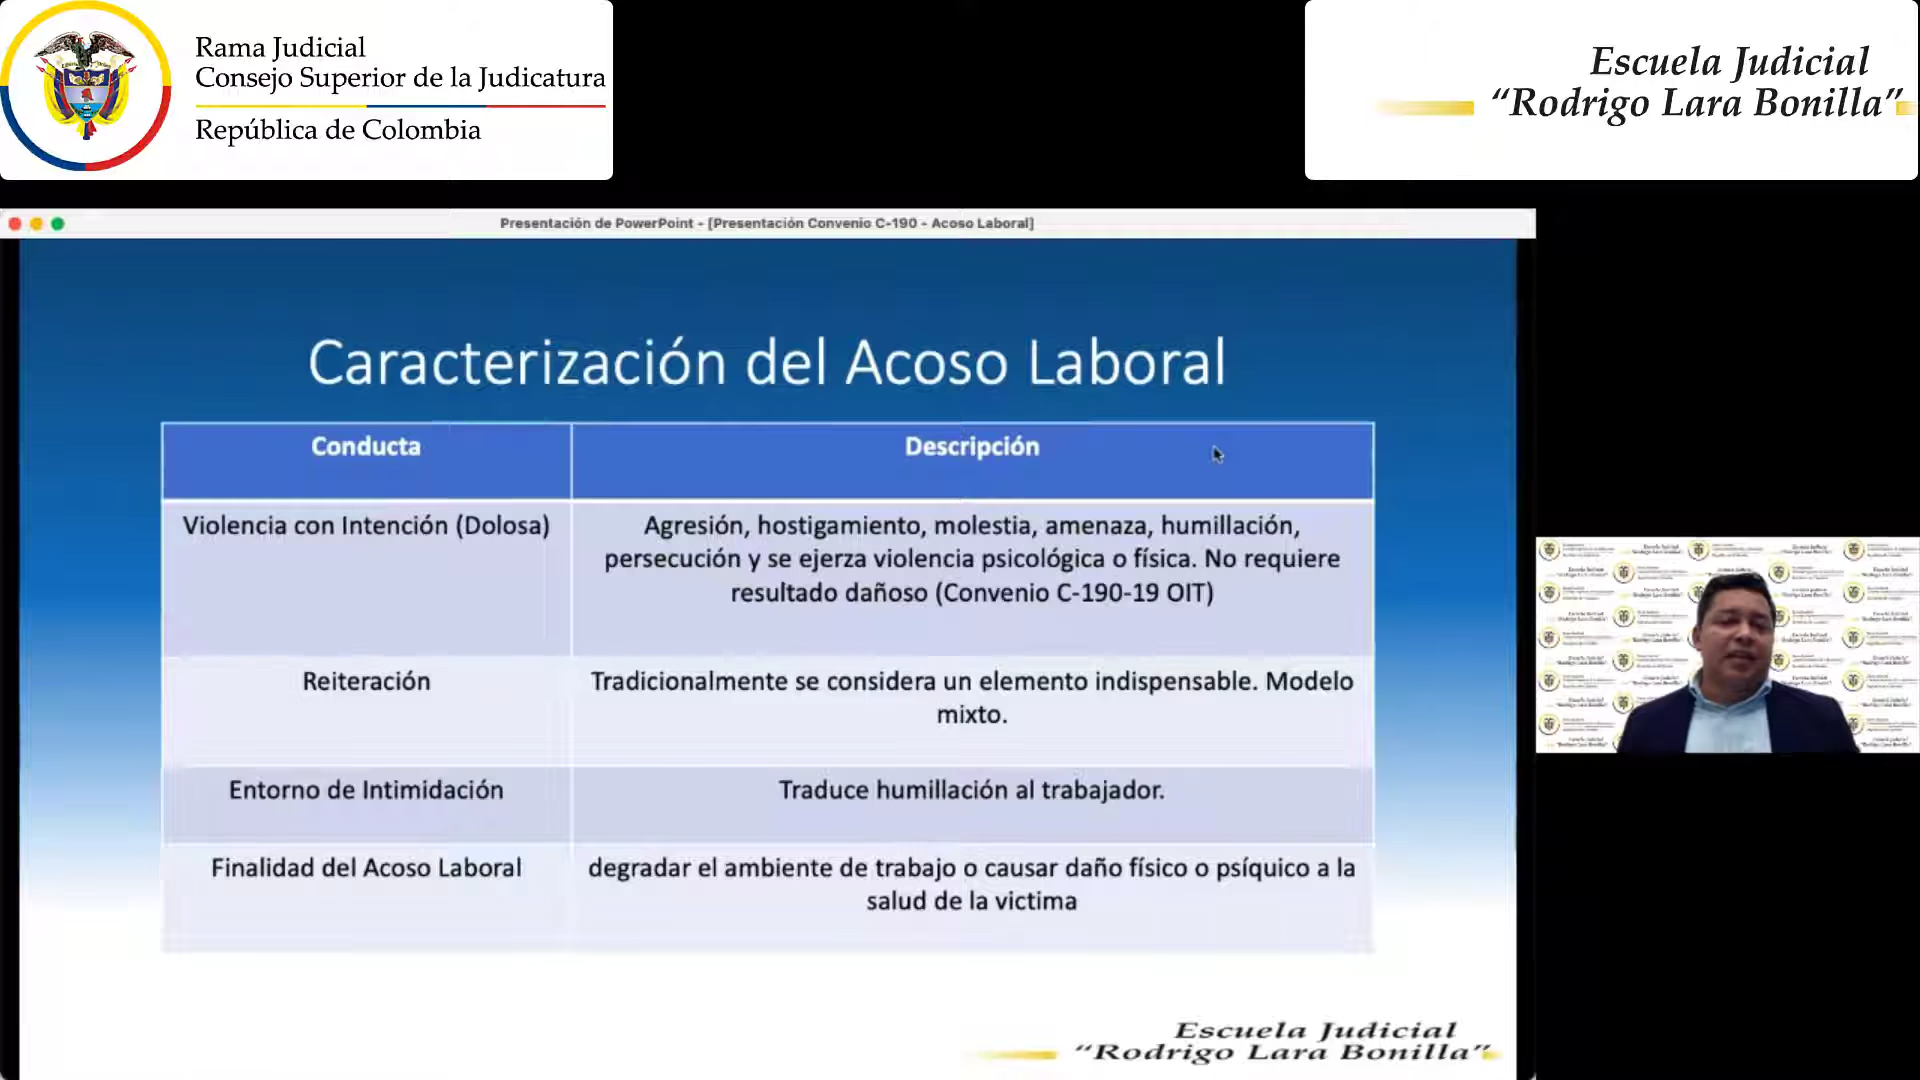 Rama Judicial
Consejo Superior de la Judicatura
República de Colombia
Escuela Judicial
“Rodrigo Lara Bonilla”
Presentación de PowerPoint - [Presentación Convenio C-190 - Acoso Laboral]
Caracterización del Acoso Laboral
Conducta
Descripción
Violencia con Intención (Dolosa)
Agresión, hostigamiento, molestia, amenaza, humillación,
persecución y se ejerza violencia psicológica o física. No requiere
resultado dañoso (Convenio C-190-19 OIT)
Reiteración
Tradicionalmente se considera un elemento indispensable. Modelo
mixto.
Entorno de Intimidación
Traduce humillación al trabajador.
Finalidad del Acoso Laboral
degradar el ambiente de trabajo o causar daño físico o psíquico a la
salud de la victima
Escuela Judicial
“Rodrigo Lara Bonilla”